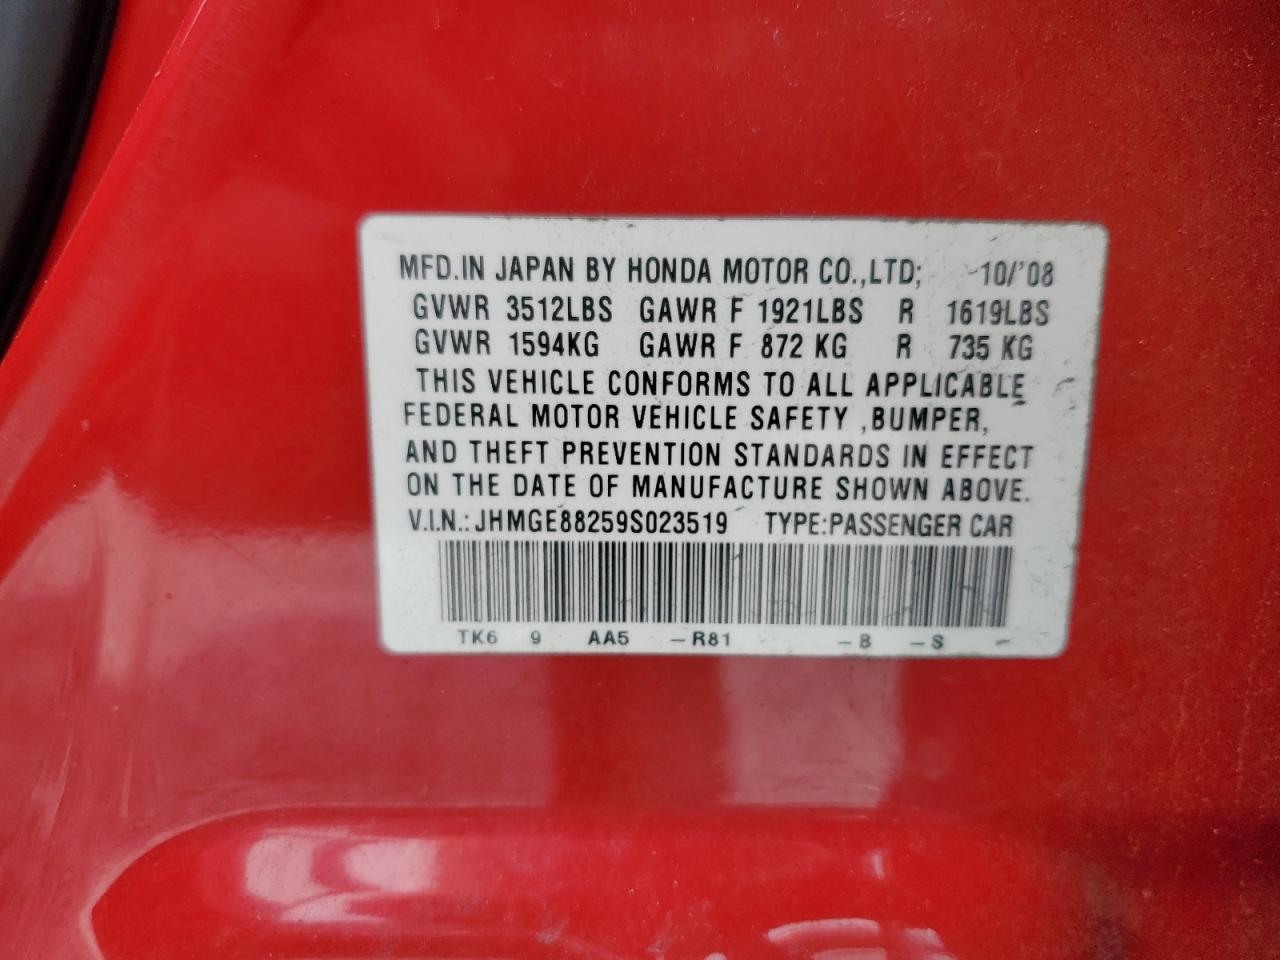 MFD.IN JAPAN BY HONDA MOTOR CO.,LTD; 10/'08
GVWR 3512LBS GAWR F 1921LBS R 1619LBS
GVWR 1594KG GAWR F 872 KG R 735 KG
THIS VEHICLE CONFORMS TO ALL APPLICABLE
FEDERAL MOTOR VEHICLE SAFETY ,BUMPER,
AND THEFT PREVENTION STANDARDS IN EFFECT
ON THE DATE OF MANUFACTURE SHOWN ABOVE.
V.I.N.: JHMGE88259S023519 TYPE:PASSENGER CAR
TK6 9 AA5 -R81 -B -S -